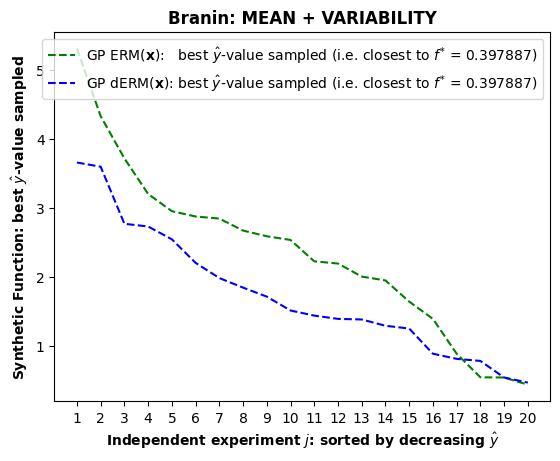 Branin: MEAN + VARIABILITY
GP ERM(x): best ŷ-value sampled (i.e. closest to f* = 0.397887)
GP dERM(x): best ŷ-value sampled (i.e. closest to f* = 0.397887)
Synthetic Function: best ŷ-value sampled
5
4
3
2
1
1 2 3 4 5 6 7 8 9 10 11 12 13 14 15 16 17 18 19 20
Independent experiment j: sorted by decreasing ŷ